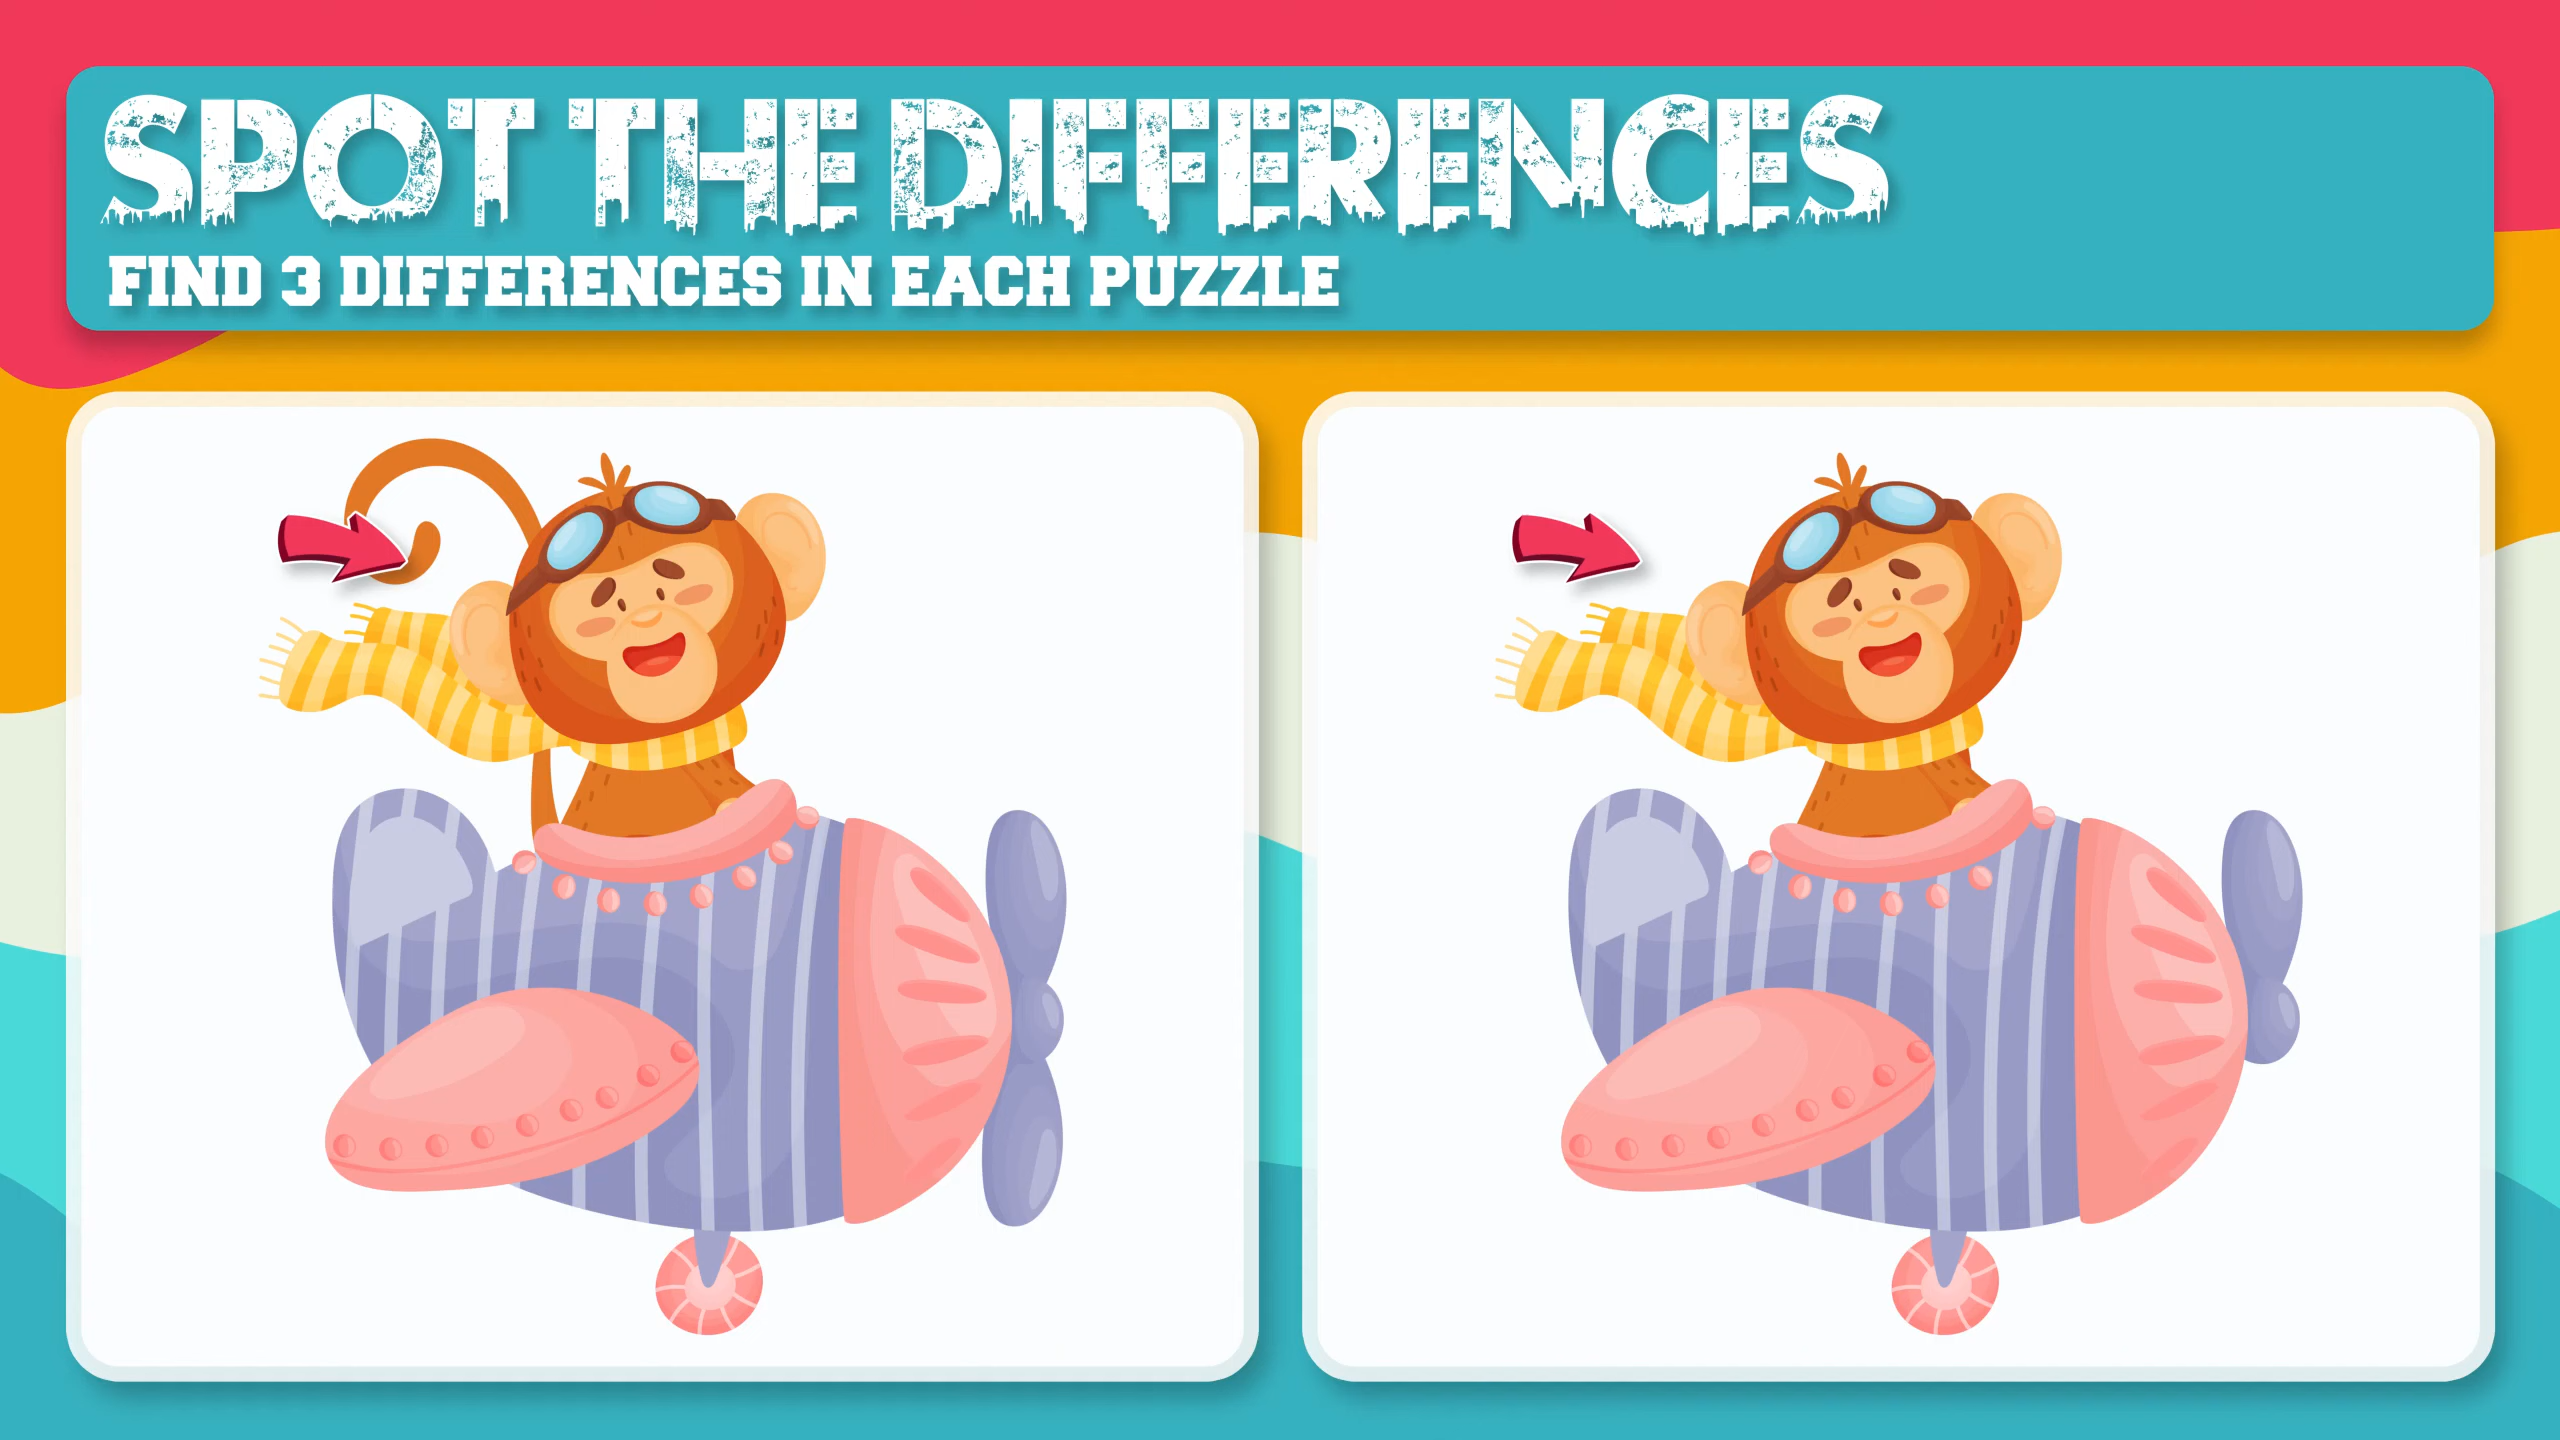 SPOT THE DIFFERENCES
FIND 3 DIFFERENCES IN EACH PUZZLE